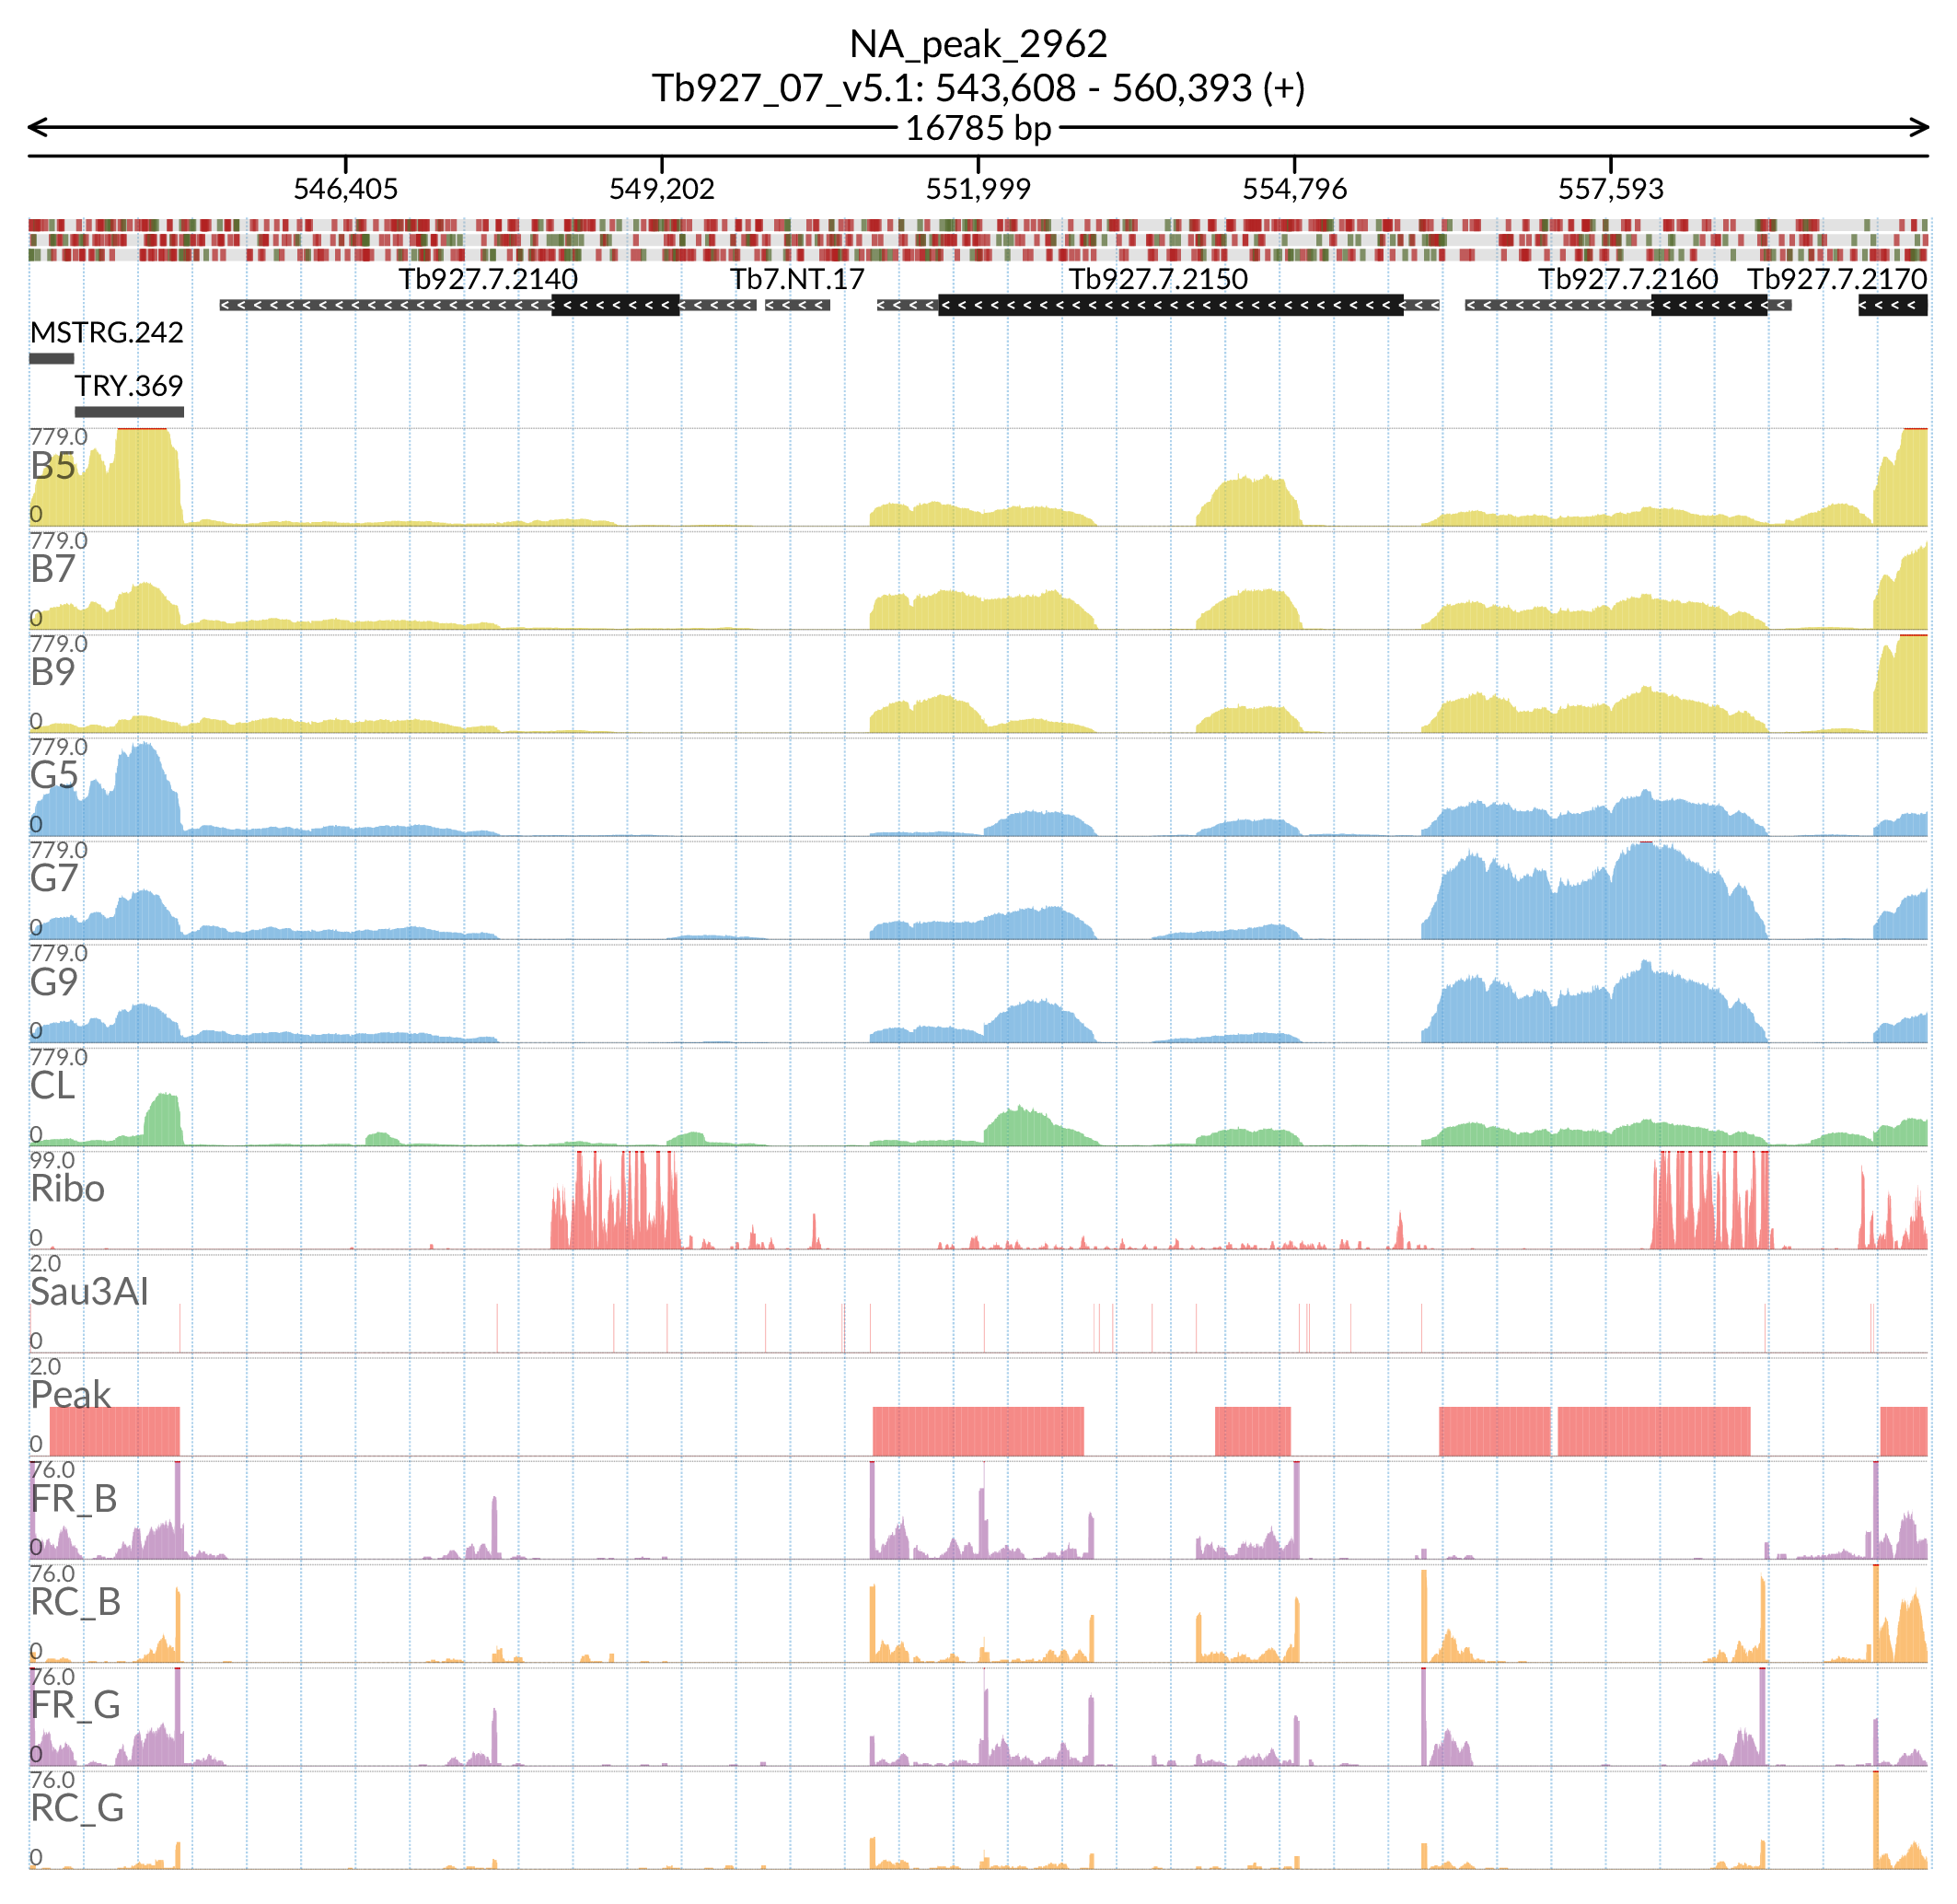 NA_peak_2962
Tb927_07_v5.1: 543,608 - 560,393 (+)
16785 bp
546,405 549,202 551,999 554,796 557,593
Tb927.7.2140 Tb7.NT.17 Tb927.7.2150 Tb927.7.2160 Tb927.7.2170
MSTRG.242
TRY.369
779.0
B5
0
779.0
B7
0
779.0
B9
0
779.0
G5
0
779.0
G7
0
779.0
G9
0
779.0
CL
0
99.0
Ribo
0
2.0
Sau3AI
0
2.0
Peak
0
76.0
FR_B
0
76.0
RC_B
0
76.0
FR_G
0
76.0
RC_G
0